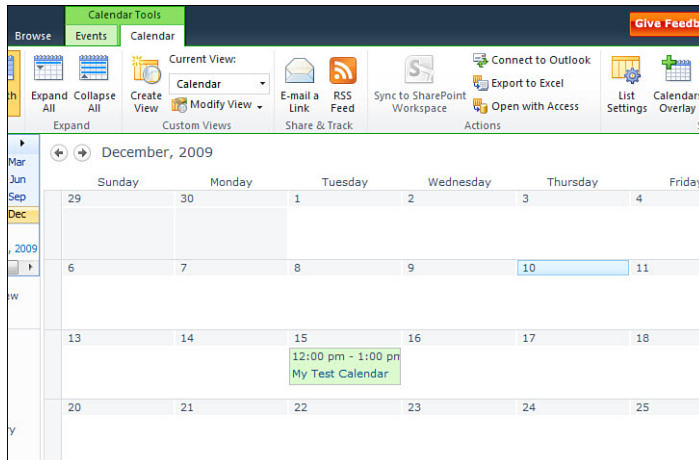 Calendar Tools
Give Feedb
Browse Events Calendar
Expand All
Collapse All
Create View
Current View:
Calendar
Modify View
E-mail a Link
RSS Feed
Sync to SharePoint Workspace
Connect to Outlook
Export to Excel
Open with Access
List Settings
Calendars Overlay
Expand Custom Views Share & Track Actions
December, 2009
Mar
Jun
Sep
Dec
, 2009
Sunday Monday Tuesday Wednesday Thursday Friday
29 30 1 2 3 4
6 7 8 9 10 11
13 14 15 16 17 18
12:00 pm - 1:00 pm
My Test Calendar
20 21 22 23 24 25